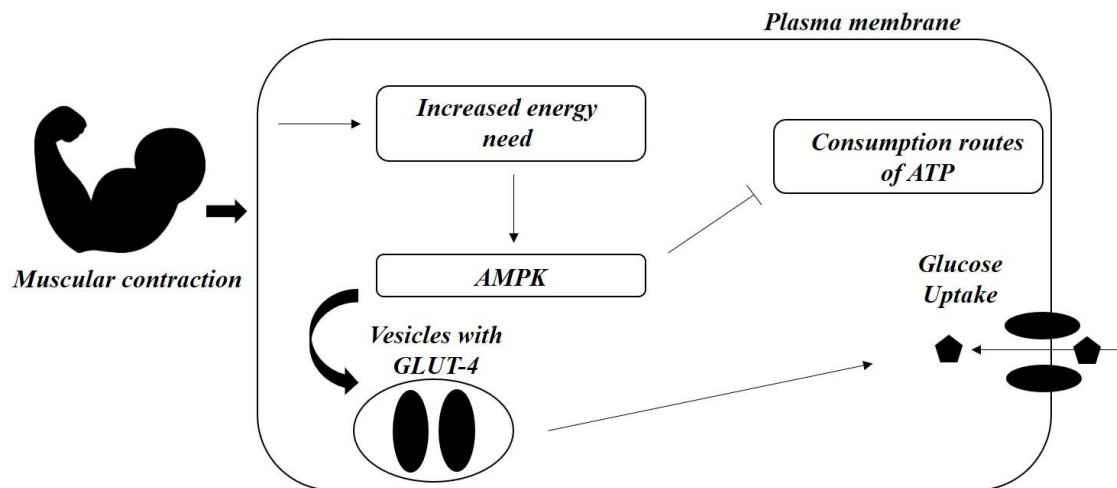 Plasma membrane
Increased energy
need
Consumption routes
of ATP
Muscular contraction
AMPK
Glucose
Uptake
Vesicles with
GLUT-4